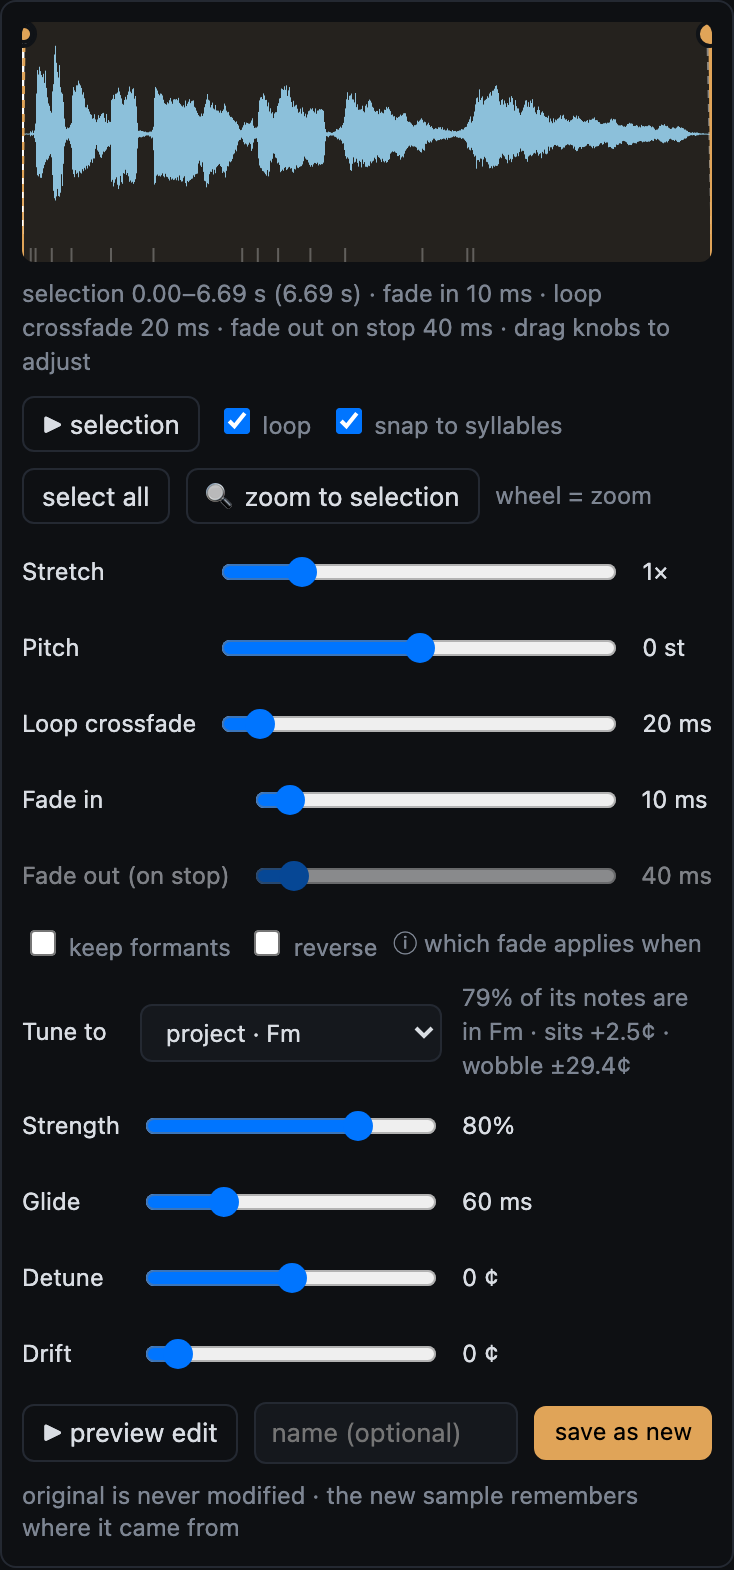 selection 0.00–6.69 s (6.69 s) · fade in 10 ms · loop
crossfade 20 ms · fade out on stop 40 ms · drag knobs to
adjust
▶ selection loop snap to syllables
select all 🔍 zoom to selection wheel = zoom
Stretch 1×
Pitch 0 st
Loop crossfade 20 ms
Fade in 10 ms
Fade out (on stop) 40 ms
keep formants reverse ⓘ which fade applies when
Tune to project · Fm
79% of its notes are
in Fm · sits +2.5¢ ·
wobble ±29.4¢
Strength 80%
Glide 60 ms
Detune 0 ¢
Drift 0 ¢
▶ preview edit name (optional) save as new
original is never modified · the new sample remembers
where it came from